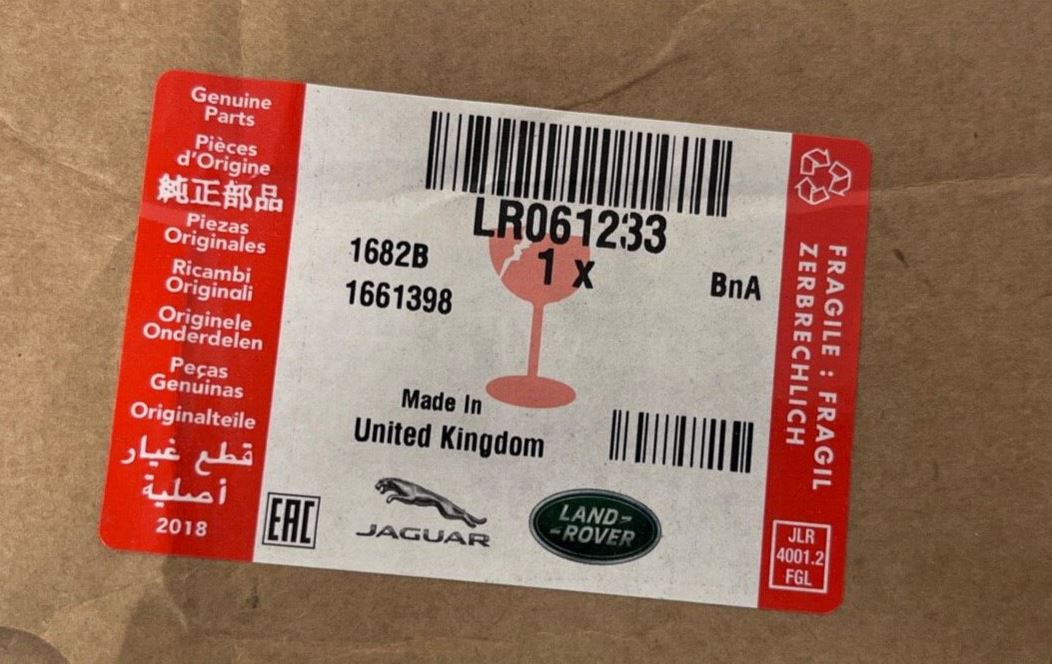 Genuine
Parts
Pièces
d'Origine
純正部品
Piezas
Originales
Ricambi
Originali
Originele
Onderdelen
Peças
Genuinas
Originalteile
قطع غيار
أصلية
2018
LR061233
1 x
1682B
BnA
1661398
Made In
United Kingdom
EAC
JAGUAR
LAND-
-ROVER
FRAGILE : FRAGIL
ZERBRECHLICH
JLR
4001.2
FGL